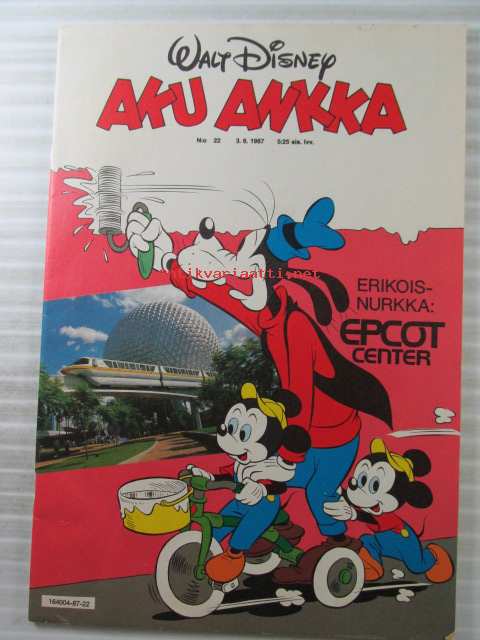 WALT DISNEY
AKU ANKKA
N:o 22 3. 6. 1987 5:25 sis. lvv.
antikvariaatti.net
ERIKOIS-
NURKKA:
EPCOT
CENTER
164004-87-22